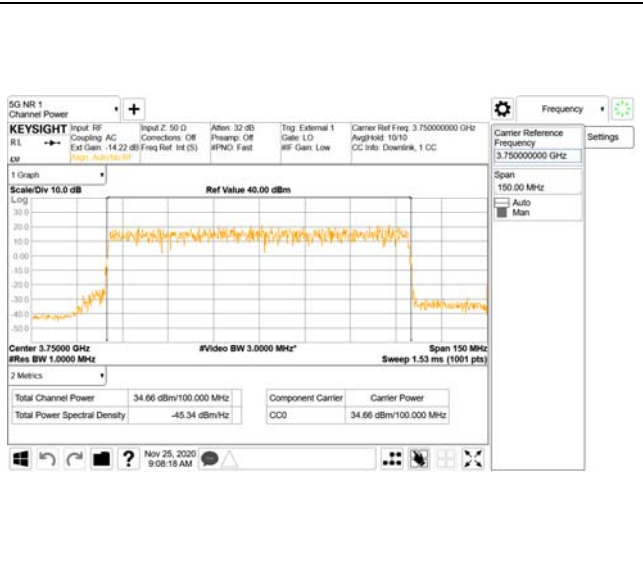 5G NR 1
Channel Power
Frequency
KEYSIGHT
RL
Input: RF
Coupling: AC
Ext Gain: -14.22 dB
Align: Auto/No RF
Input Z: 50 Ω
Corrections: Off
Freq Ref: Int (S)
Atten: 32 dB
Preamp: Off
#PNO: Fast
Trig: External 1
Gate: LO
#IF Gain: Low
Carrier Ref Freq: 3.750000000 GHz
Avg|Hold: 10/10
CC Info: Downlink, 1 CC
Carrier Reference
Frequency
3.750000000 GHz
Settings
Span
150.00 MHz
Auto
Man
1 Graph
Scale/Div 10.0 dB
Ref Value 40.00 dBm
Log
30.0
20.0
10.0
0.00
-10.0
-20.0
-30.0
-40.0
-50.0
Center 3.75000 GHz
#Video BW 3.0000 MHz*
Span 150 MHz
#Res BW 1.0000 MHz
Sweep 1.53 ms (1001 pts)
2 Metrics
Total Channel Power 34.66 dBm/100.000 MHz
Total Power Spectral Density -45.34 dBm/Hz
Component Carrier Carrier Power
CC0 34.66 dBm/100.000 MHz
?
Nov 25, 2020
9:08:18 AM